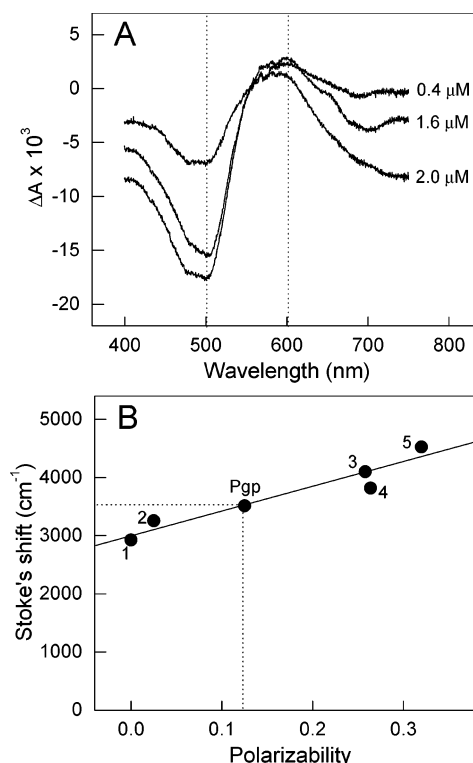 A
5
0
-5
-10
-15
-20
ΔA x 10³
0.4 μM
1.6 μM
2.0 μM
400 500 600 700 800
Wavelength (nm)
B
5000
4000
3000
2000
1000
0
Stoke's shift (cm⁻¹)
1
2
Pgp
3
4
5
0.0 0.1 0.2 0.3
Polarizability